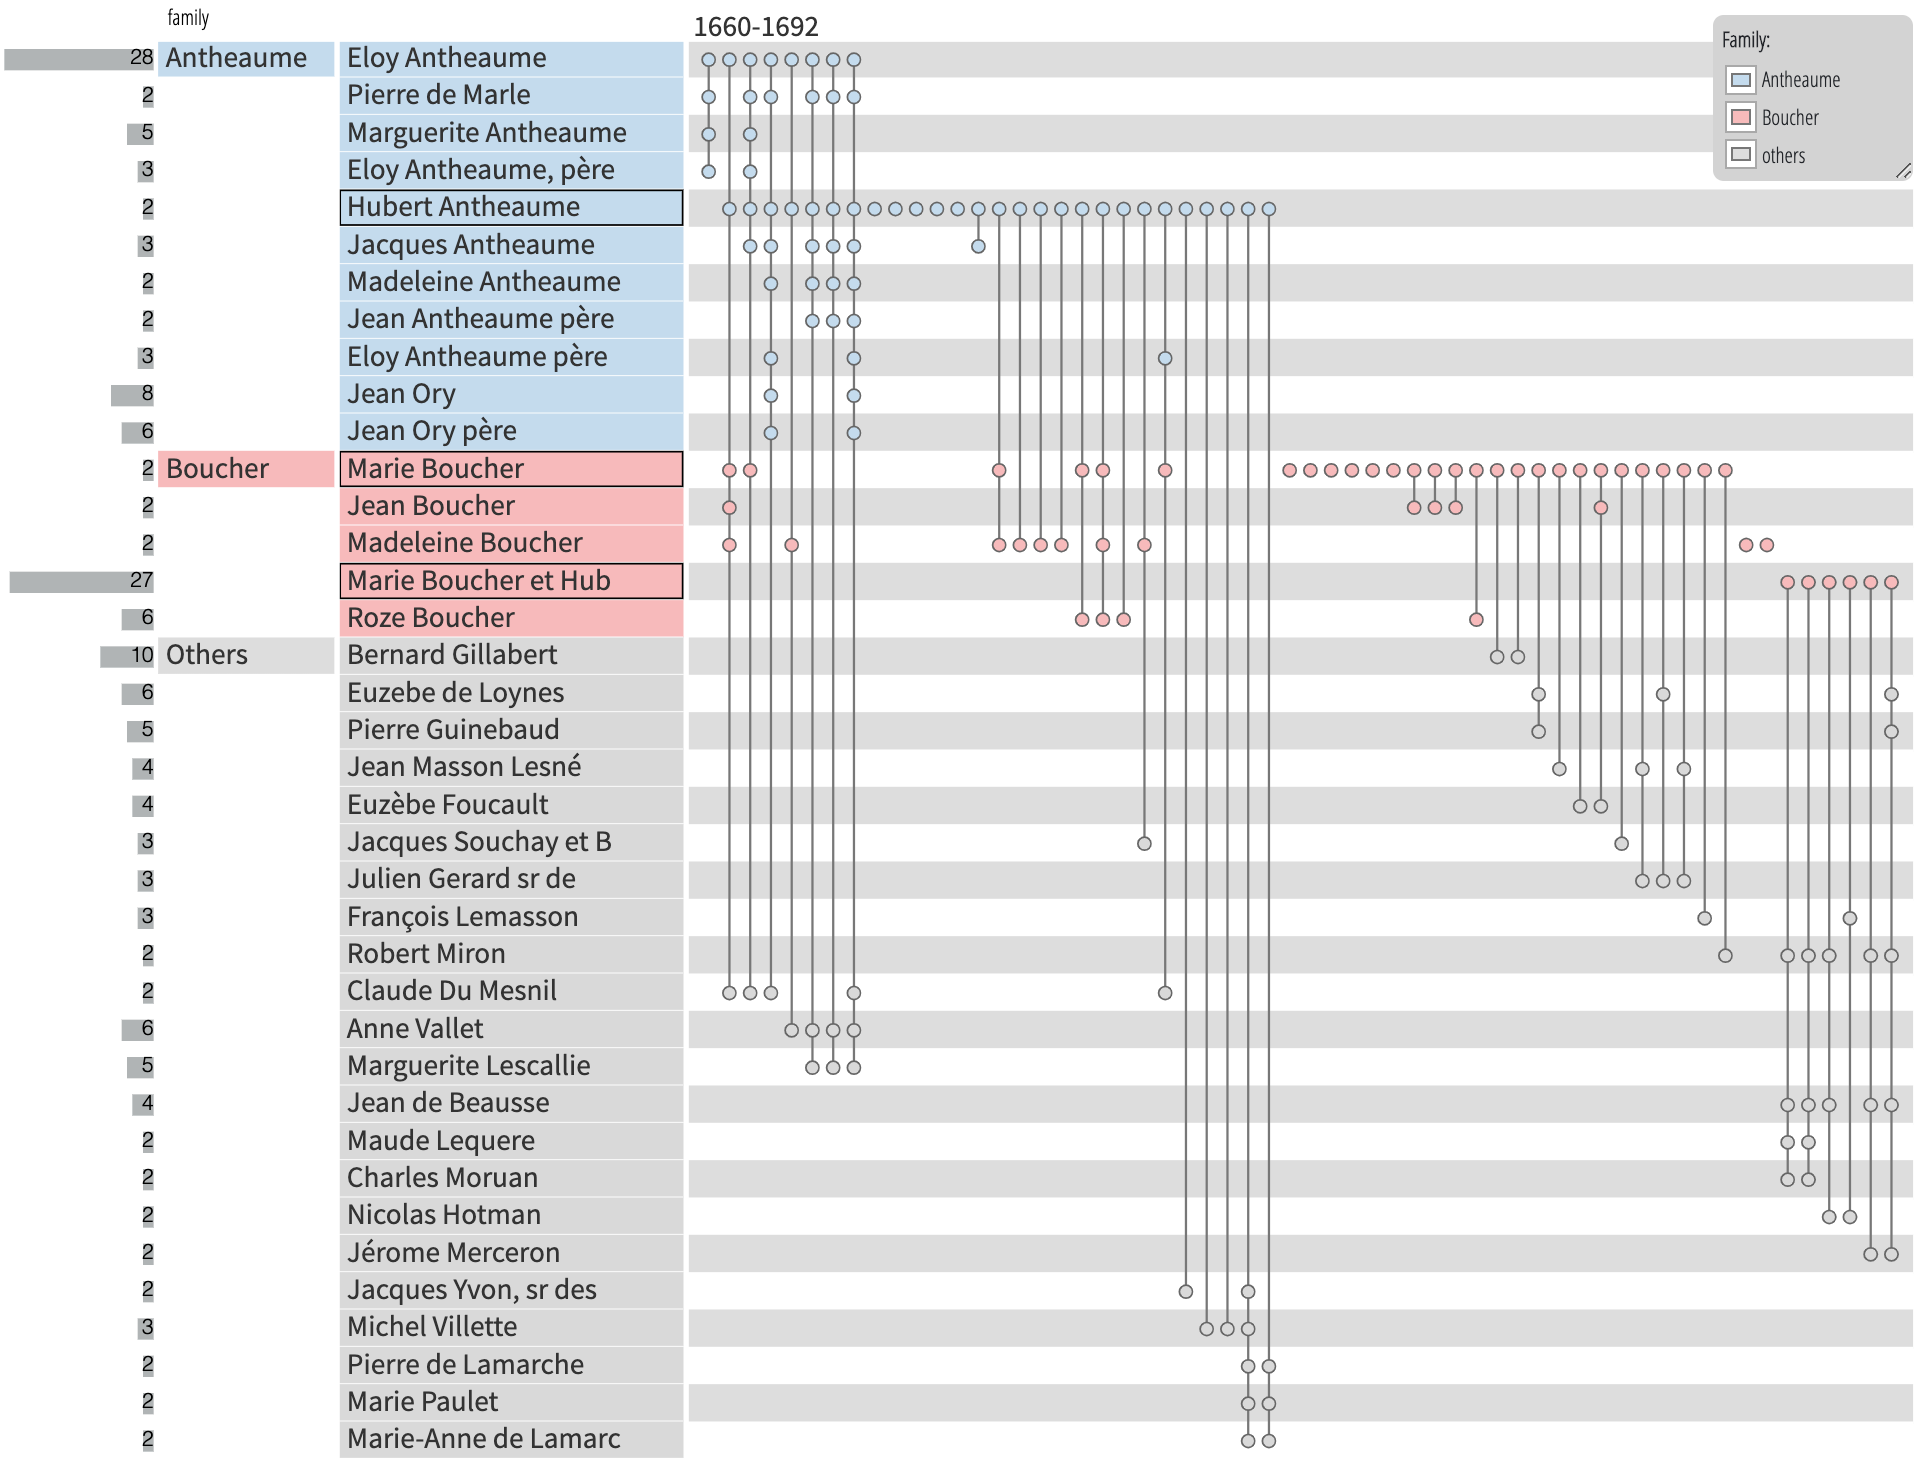 family
1660-1692
28 Antheaume Eloy Antheaume
2 Pierre de Marle
5 Marguerite Antheaume
3 Eloy Antheaume, père
2 Hubert Antheaume
3 Jacques Antheaume
2 Madeleine Antheaume
2 Jean Antheaume père
3 Eloy Antheaume père
8 Jean Ory
6 Jean Ory père
2 Boucher Marie Boucher
2 Jean Boucher
2 Madeleine Boucher
27 Marie Boucher et Hub
6 Roze Boucher
10 Others Bernard Gillabert
6 Euzebe de Loynes
5 Pierre Guinebaud
4 Jean Masson Lesné
4 Euzèbe Foucault
3 Jacques Souchay et B
3 Julien Gerard sr de
3 François Lemasson
2 Robert Miron
2 Claude Du Mesnil
6 Anne Vallet
5 Marguerite Lescallie
4 Jean de Beausse
2 Maude Lequere
2 Charles Moruan
2 Nicolas Hotman
2 Jérome Merceron
2 Jacques Yvon, sr des
3 Michel Villette
2 Pierre de Lamarche
2 Marie Paulet
2 Marie-Anne de Lamarc
Family:
Antheaume
Boucher
others